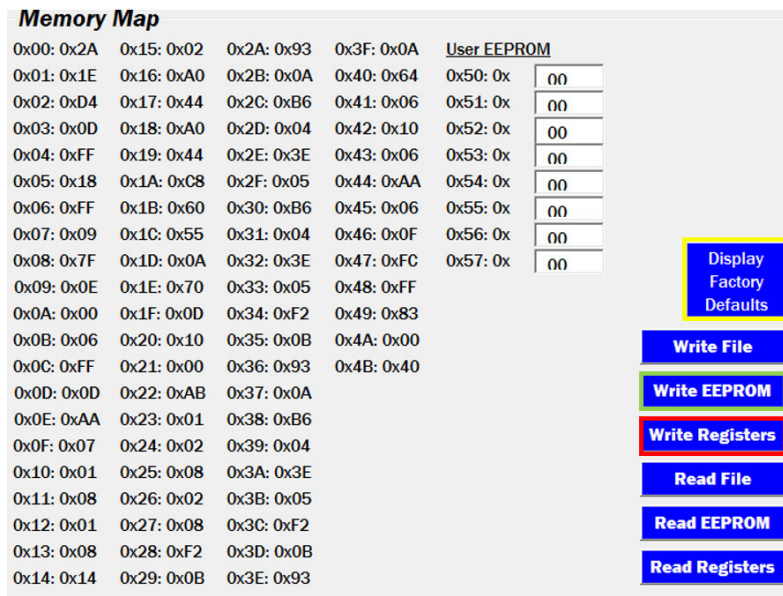 Memory Map
0x00: 0x2A 0x15: 0x02 0x2A: 0x93 0x3F: 0x0A User EEPROM
0x01: 0x1E 0x16: 0xA0 0x2B: 0x0A 0x40: 0x64 0x50: 0x 00
0x02: 0xD4 0x17: 0x44 0x2C: 0xB6 0x41: 0x06 0x51: 0x 00
0x03: 0x0D 0x18: 0xA0 0x2D: 0x04 0x42: 0x10 0x52: 0x 00
0x04: 0xFF 0x19: 0x44 0x2E: 0x3E 0x43: 0x06 0x53: 0x 00
0x05: 0x18 0x1A: 0xC8 0x2F: 0x05 0x44: 0xAA 0x54: 0x 00
0x06: 0xFF 0x1B: 0x60 0x30: 0xB6 0x45: 0x06 0x55: 0x 00
0x07: 0x09 0x1C: 0x55 0x31: 0x04 0x46: 0x0F 0x56: 0x 00
0x08: 0x7F 0x1D: 0x0A 0x32: 0x3E 0x47: 0xFC 0x57: 0x 00
0x09: 0x0E 0x1E: 0x70 0x33: 0x05 0x48: 0xFF
0x0A: 0x00 0x1F: 0x0D 0x34: 0xF2 0x49: 0x83
0x0B: 0x06 0x20: 0x10 0x35: 0x0B 0x4A: 0x00
0x0C: 0xFF 0x21: 0x00 0x36: 0x93 0x4B: 0x40
0x0D: 0x0D 0x22: 0xAB 0x37: 0x0A
0x0E: 0xAA 0x23: 0x01 0x38: 0xB6
0x0F: 0x07 0x24: 0x02 0x39: 0x04
0x10: 0x01 0x25: 0x08 0x3A: 0x3E
0x11: 0x08 0x26: 0x02 0x3B: 0x05
0x12: 0x01 0x27: 0x08 0x3C: 0xF2
0x13: 0x08 0x28: 0xF2 0x3D: 0x0B
0x14: 0x14 0x29: 0x0B 0x3E: 0x93
Display
Factory
Defaults
Write File
Write EEPROM
Write Registers
Read File
Read EEPROM
Read Registers